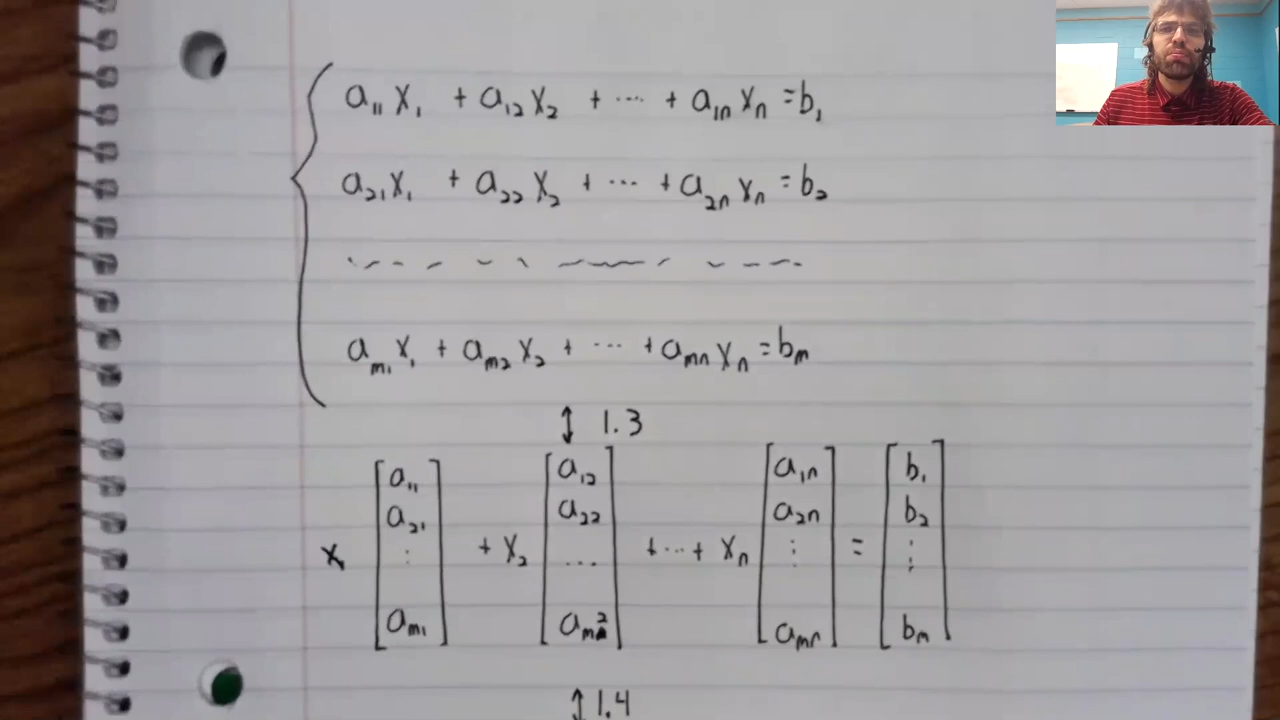 a₁₁ x₁ + a₁₂ x₂ + ··· + a₁ₙ xₙ = b₁
a₂₁ x₁ + a₂₂ x₂ + ··· + a₂ₙ xₙ = b₂
aₘ₁ x₁ + aₘ₂ x₂ + ··· + aₘₙ xₙ = bₘ
↕ 1.3
x [a₁₁ a₂₁ ⋮ aₘ₁] + x₂ [a₁₂ a₂₂ ... aₘ₂] + ··· + xₙ [a₁ₙ a₂ₙ ⋮ aₘₙ] = [b₁ b₂ ⋮ bₘ]
↕ 1.4